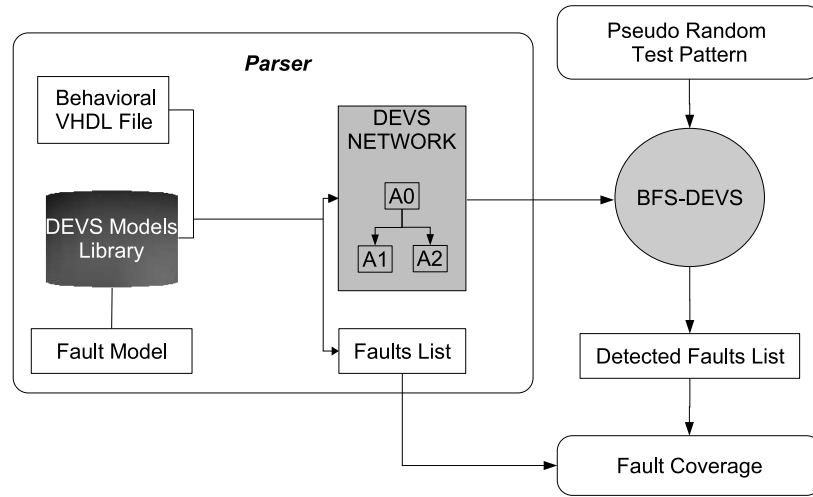 Parser
Behavioral
VHDL File
DEVS Models
Library
Fault Model
DEVS
NETWORK
A0
A1
A2
Faults List
Pseudo Random
Test Pattern
BFS-DEVS
Detected Faults List
Fault Coverage